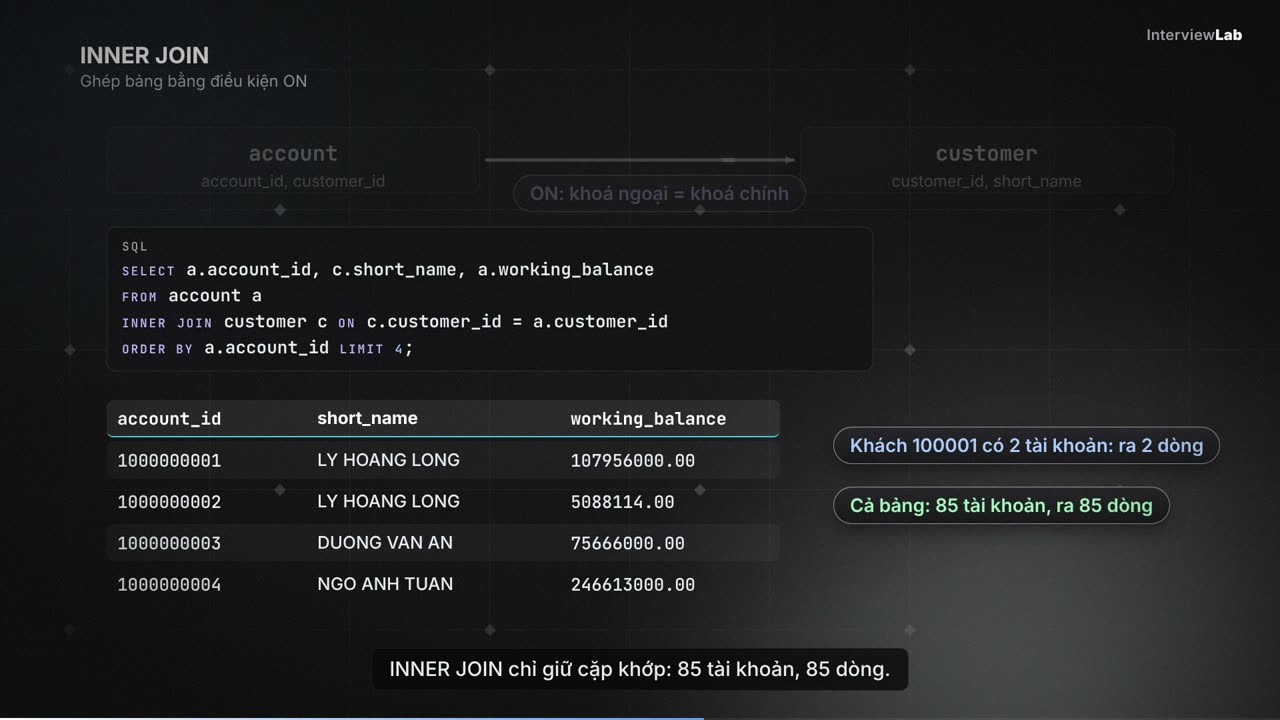 INNER JOIN
InterviewLab
Ghép bảng bằng điều kiện ON
account
account_id, customer_id
ON: khoá ngoại = khoá chính
customer
customer_id, short_name
SQL
SELECT a.account_id, c.short_name, a.working_balance
FROM account a
INNER JOIN customer c ON c.customer_id = a.customer_id
ORDER BY a.account_id LIMIT 4;
account_id short_name working_balance
1000000001 LY HOANG LONG 107956000.00
1000000002 LY HOANG LONG 5088114.00
1000000003 DUONG VAN AN 75666000.00
1000000004 NGO ANH TUAN 246613000.00
Khách 100001 có 2 tài khoản: ra 2 dòng
Cả bảng: 85 tài khoản, ra 85 dòng
INNER JOIN chỉ giữ cặp khớp: 85 tài khoản, 85 dòng.